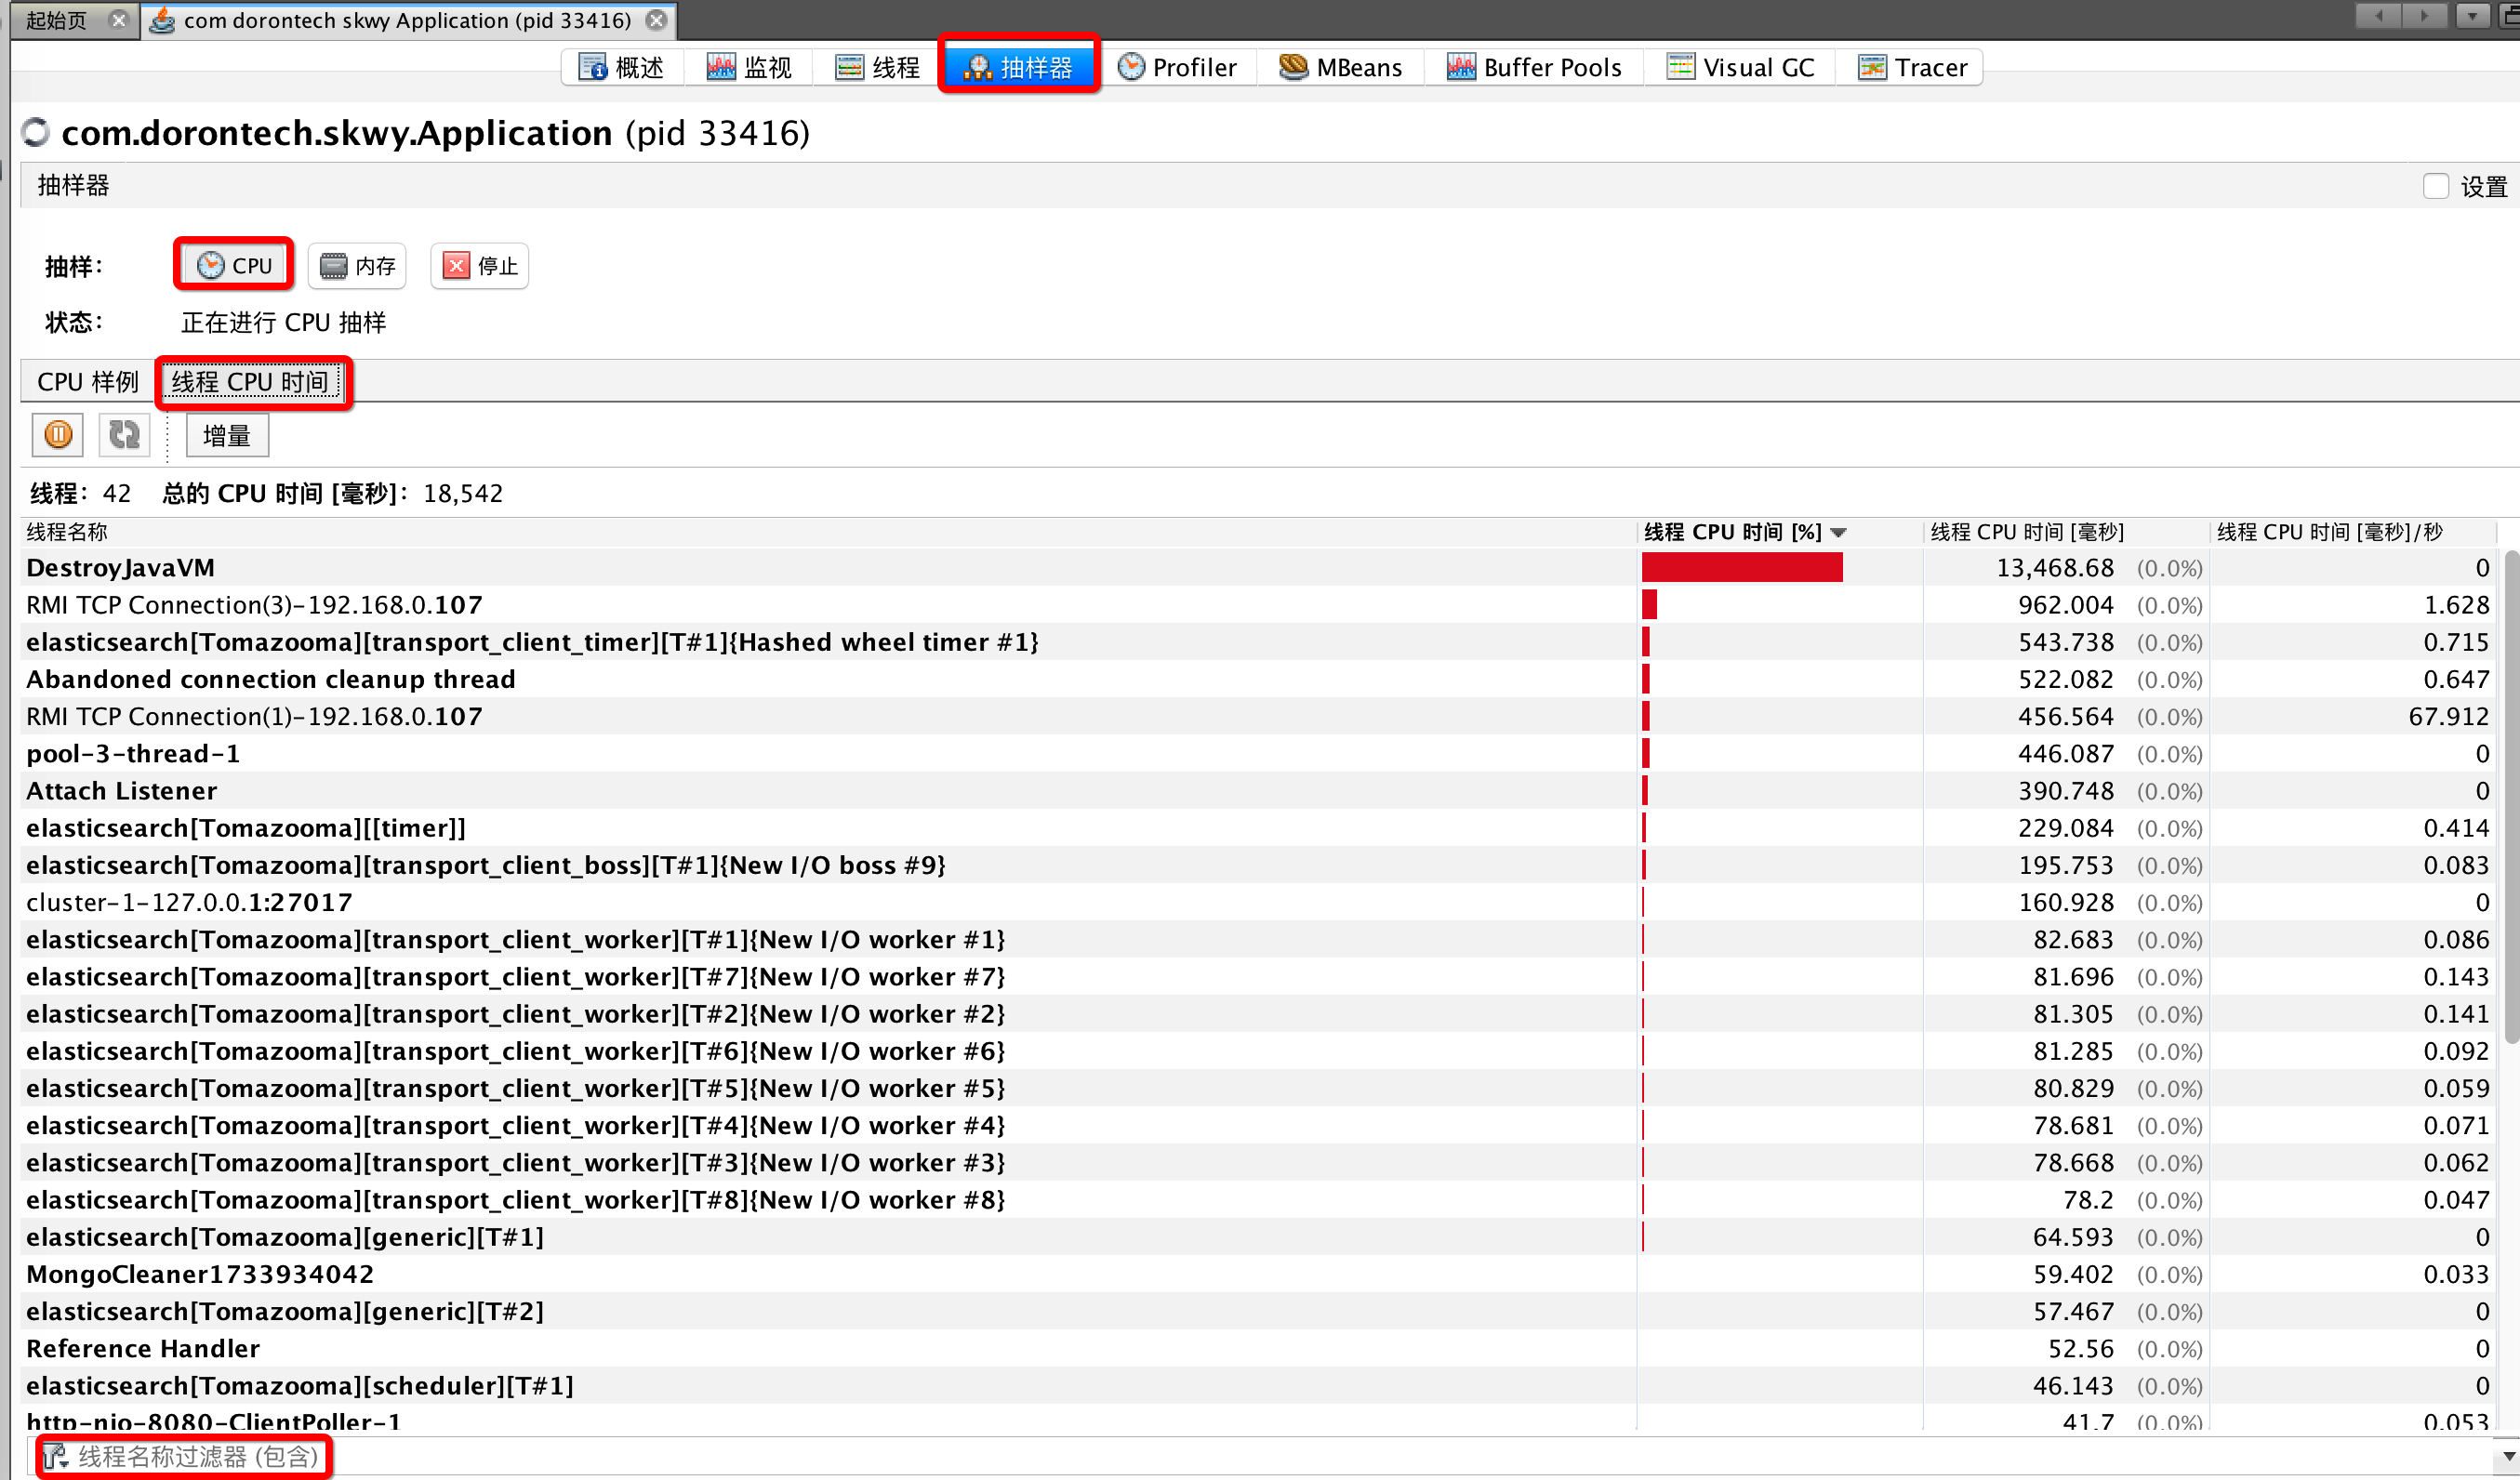 起始页 com dorontech skwy Application (pid 33416)
概述 监视 线程 抽样器 Profiler MBeans Buffer Pools Visual GC Tracer
com.dorontech.skwy.Application (pid 33416)
抽样器 设置
抽样： CPU 内存 停止
状态： 正在进行 CPU 抽样
CPU 样例 线程 CPU 时间
增量
线程： 42 总的 CPU 时间 [毫秒]： 18,542
线程名称 线程 CPU 时间 [%] 线程 CPU 时间 [毫秒] 线程 CPU 时间 [毫秒]/秒
DestroyJavaVM 13,468.68 (0.0%) 0
RMI TCP Connection(3)-192.168.0.107 962.004 (0.0%) 1.628
elasticsearch[Tomazooma][transport_client_timer][T#1]{Hashed wheel timer #1} 543.738 (0.0%) 0.715
Abandoned connection cleanup thread 522.082 (0.0%) 0.647
RMI TCP Connection(1)-192.168.0.107 456.564 (0.0%) 67.912
pool-3-thread-1 446.087 (0.0%) 0
Attach Listener 390.748 (0.0%) 0
elasticsearch[Tomazooma][[timer]] 229.084 (0.0%) 0.414
elasticsearch[Tomazooma][transport_client_boss][T#1]{New I/O boss #9} 195.753 (0.0%) 0.083
cluster-1-127.0.0.1:27017 160.928 (0.0%) 0
elasticsearch[Tomazooma][transport_client_worker][T#1]{New I/O worker #1} 82.683 (0.0%) 0.086
elasticsearch[Tomazooma][transport_client_worker][T#7]{New I/O worker #7} 81.696 (0.0%) 0.143
elasticsearch[Tomazooma][transport_client_worker][T#2]{New I/O worker #2} 81.305 (0.0%) 0.141
elasticsearch[Tomazooma][transport_client_worker][T#6]{New I/O worker #6} 81.285 (0.0%) 0.092
elasticsearch[Tomazooma][transport_client_worker][T#5]{New I/O worker #5} 80.829 (0.0%) 0.059
elasticsearch[Tomazooma][transport_client_worker][T#4]{New I/O worker #4} 78.681 (0.0%) 0.071
elasticsearch[Tomazooma][transport_client_worker][T#3]{New I/O worker #3} 78.668 (0.0%) 0.062
elasticsearch[Tomazooma][transport_client_worker][T#8]{New I/O worker #8} 78.2 (0.0%) 0.047
elasticsearch[Tomazooma][generic][T#1] 64.593 (0.0%) 0
MongoCleaner1733934042 59.402 (0.0%) 0.033
elasticsearch[Tomazooma][generic][T#2] 57.467 (0.0%) 0
Reference Handler 52.56 (0.0%) 0
elasticsearch[Tomazooma][scheduler][T#1] 46.143 (0.0%) 0
http-nio-8080-ClientPoller-1 41.7 (0.0%) 0.053
线程名称过滤器 (包含)